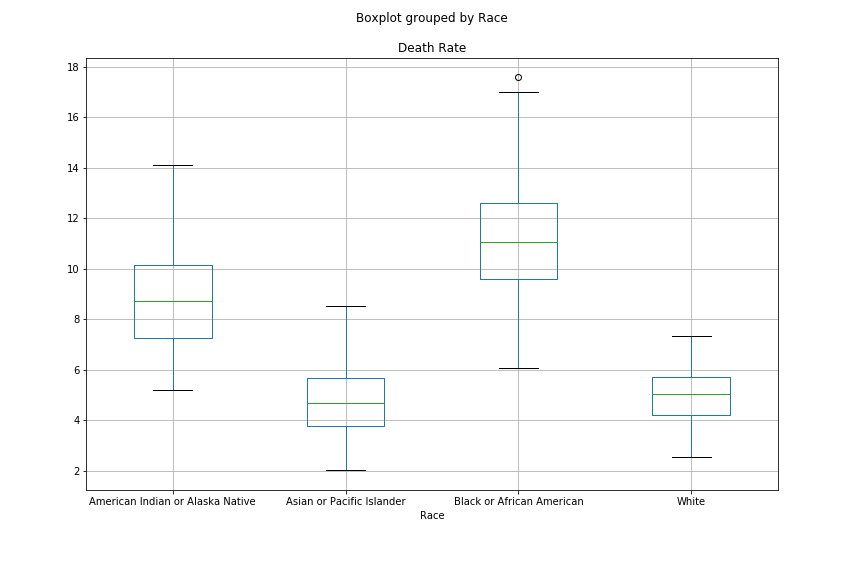 Boxplot grouped by Race
Death Rate
18
16
14
12
10
8
6
4
2
American Indian or Alaska Native Asian or Pacific Islander Black or African American White
Race